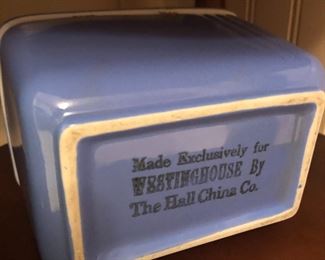 Made Exclusively for
WESTINGHOUSE By
The Hall China Co.